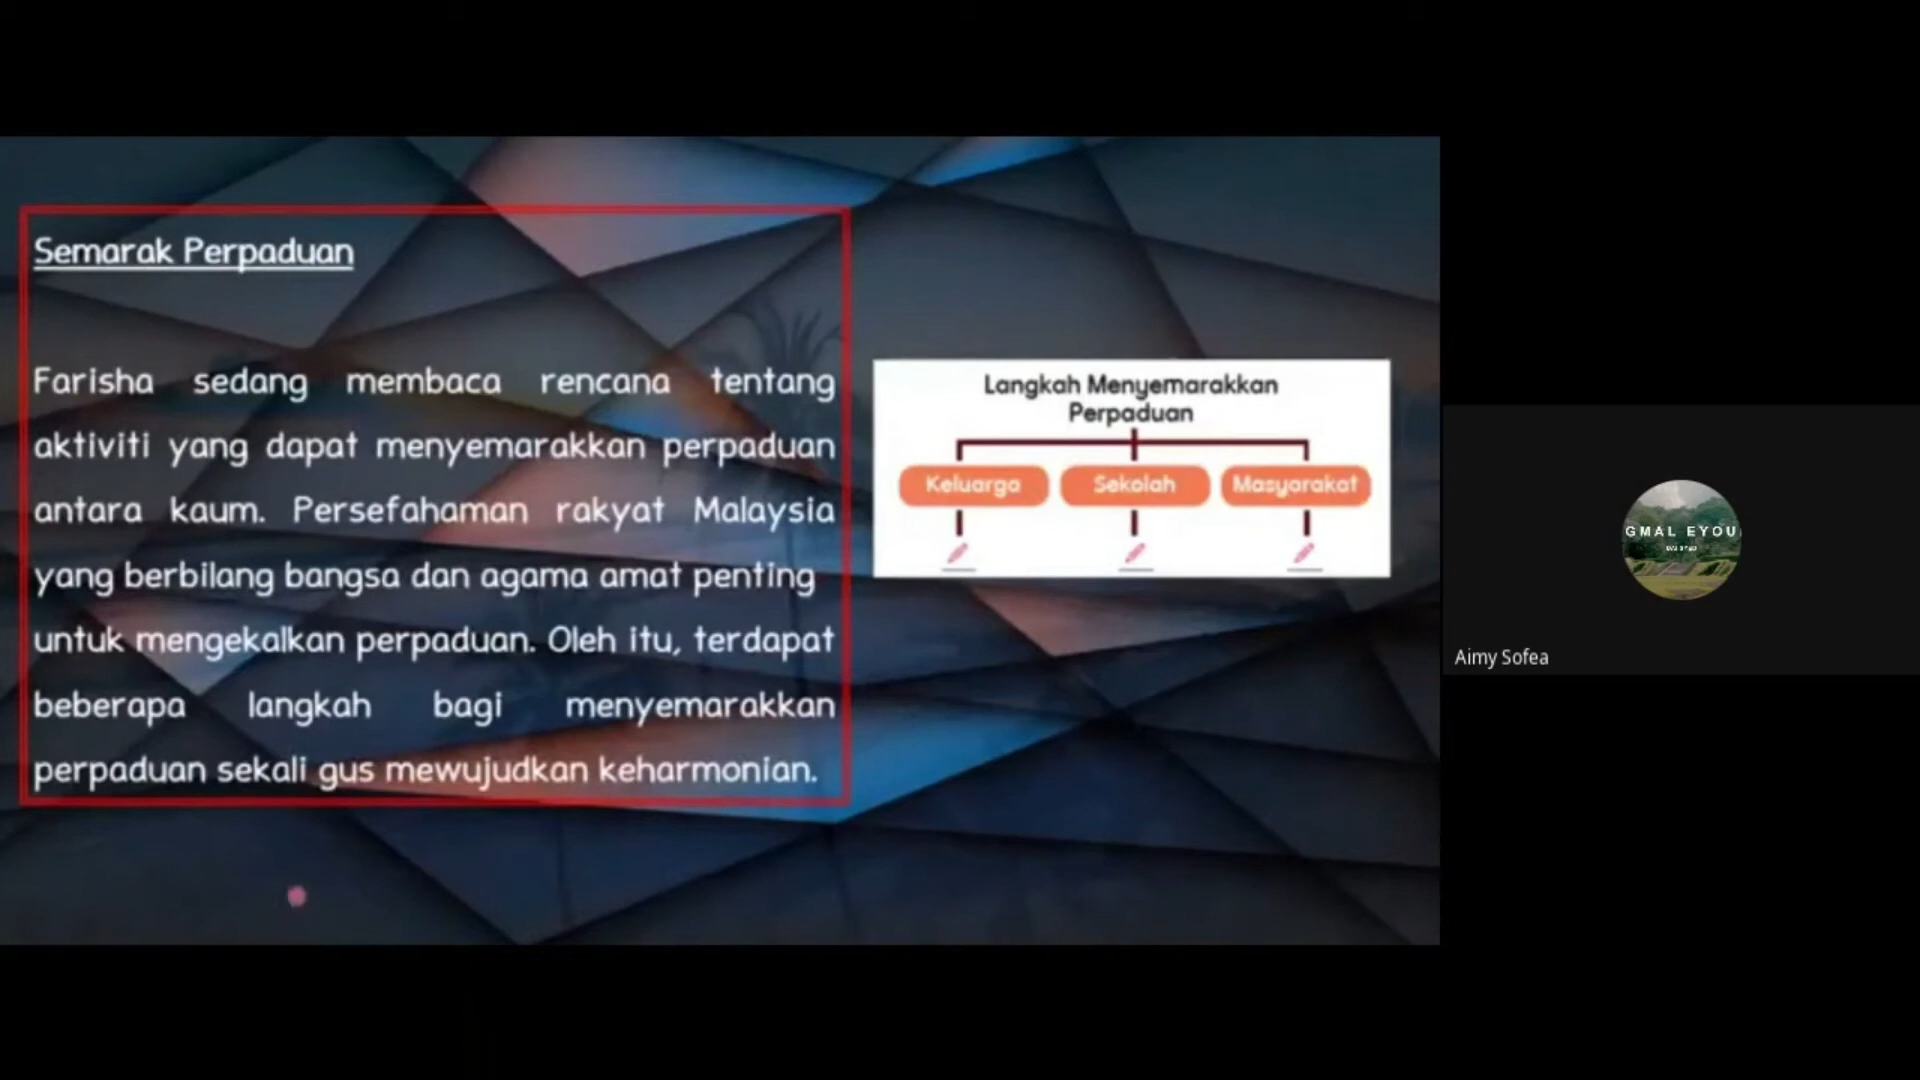 Semarak Perpaduan
Farisha sedang membaca rencana tentang
aktiviti yang dapat menyemarakkan perpaduan
antara kaum. Persefahaman rakyat Malaysia
yang berbilang bangsa dan agama amat penting
untuk mengekalkan perpaduan. Oleh itu, terdapat
beberapa langkah bagi menyemarakkan
perpaduan sekali gus mewujudkan keharmonian.
Langkah Menyemarakkan
Perpaduan
Keluarga Sekolah Masyarakat
GMAL EYOU
Aimy Sofea